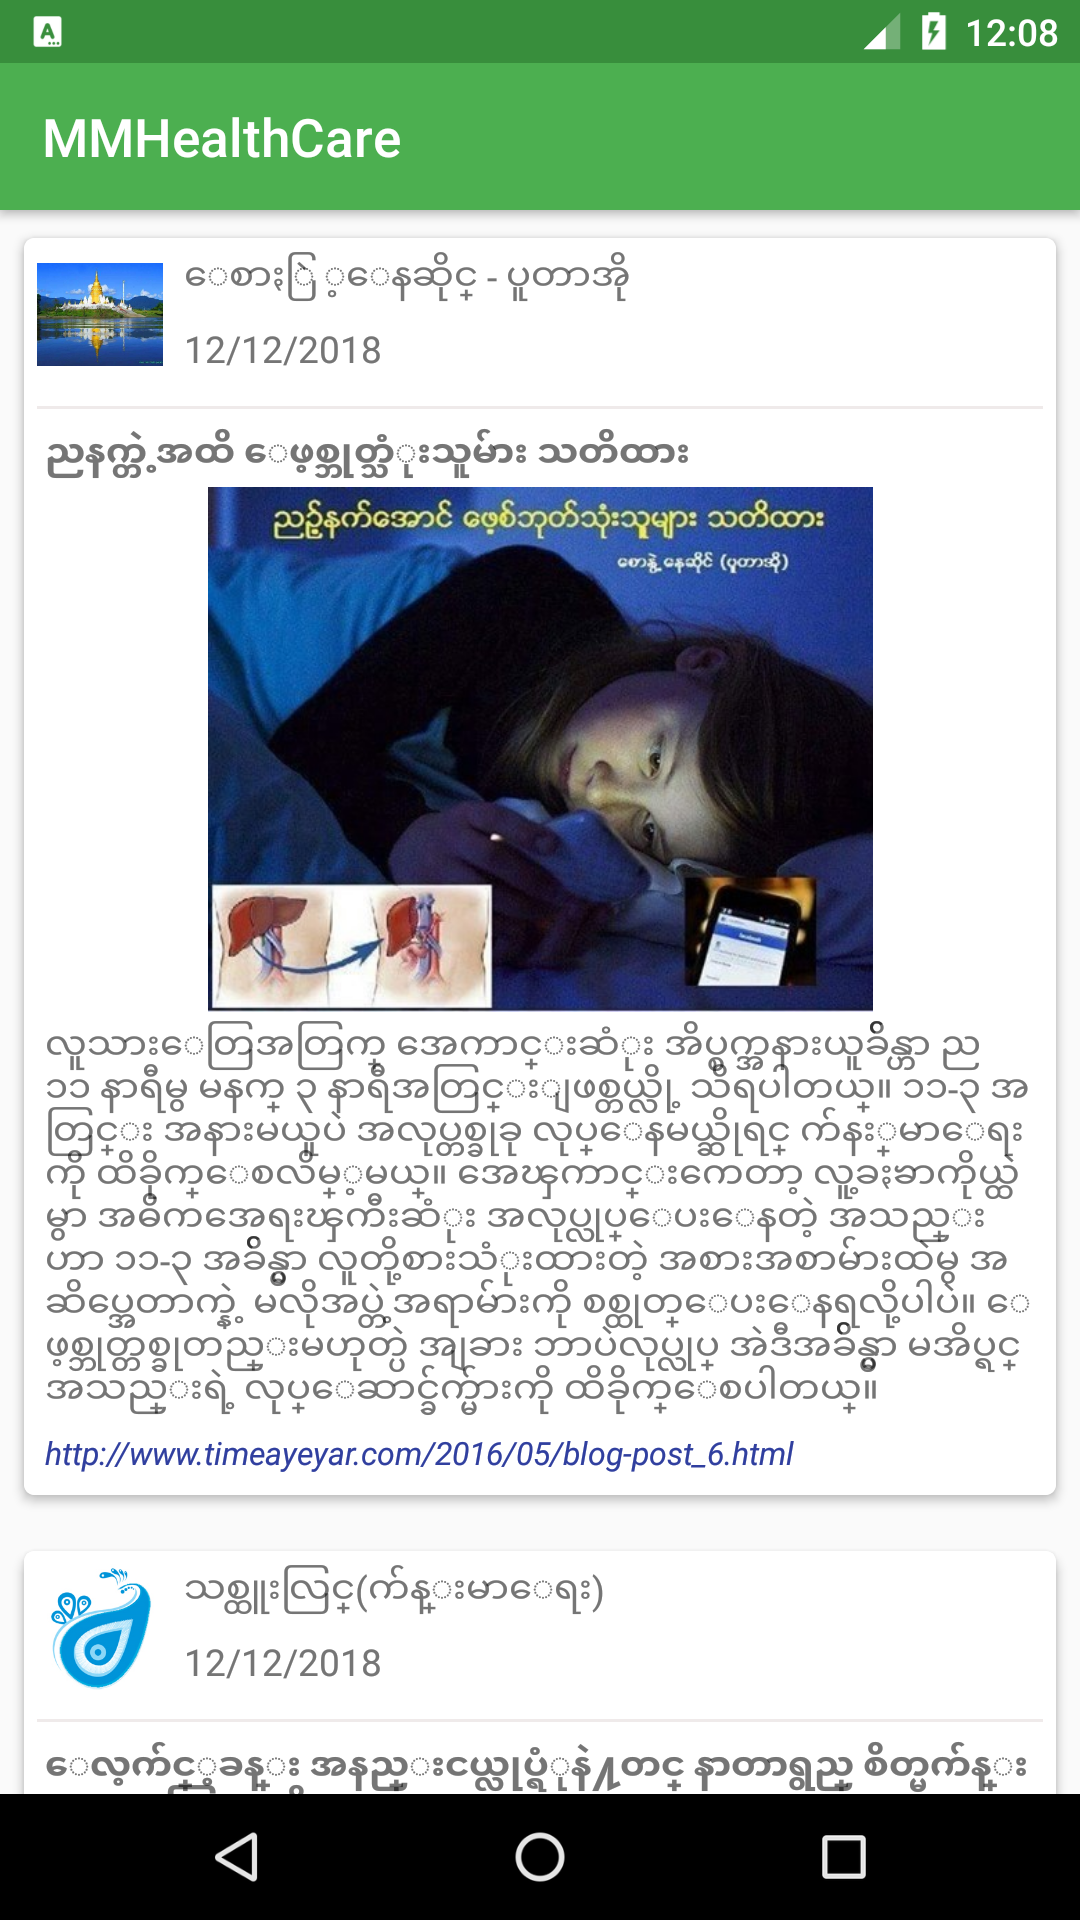 12:08
MMHealthCare
ေစာႏြဲ ့ေနဆိုင္ - ပူတာအို
12/12/2018
ညနက္တဲ့အထိ ေဖ့စ္ဘုတ္သံုးသူမ်ား သတိထား
ညဉ့်နက်အောင် ဖေ့စ်ဘုတ်သုံးသူများ သတိထား
စောနွဲ့ နေဆိုင် (ပူတာအို)
facebook
လူသားေတြအတြက္ အေကာင္းဆံုး အိပ္စက္အနားယူခ်ိန္ဟာ ည
၁၁ နာရီမွ မနက္ ၃ နာရီအတြင္းျဖစ္တယ္လို့ သိရပါတယ္။ ၁၁-၃ အ
တြင္း အနားမယူပဲ အလုပ္တစ္ခုခု လုပ္ေနမယ္ဆိုရင္ က်န္း့မာေရး
ကို ထိခိုက္ေစလိမ့္မယ္။ အေၾကာင္းကေတာ့ လူ့ခႏၶာကိုယ္ထဲ
မွာ အဓိကအေရးၾကီးဆံုး အလုပ္လုပ္ေပးေနတဲ့ အသည္း
ဟာ ၁၁-၃ အခ်ိန္မွာ လူတို့စားသံုးထားတဲ့ အစားအစာမ်ားထဲမွ အ
ဆိပ္အေတာက္နဲ့ မလိုအပ္တဲ့အရာမ်ားကို စစ္ထုတ္ေပးေနရလို့ပါပဲ။ ေ
ဖ့စ္ဘုတ္တစ္ခုတည္းမဟုတ္ပဲ အျခား ဘာပဲလုပ္လုပ္ အဲဒီအခ်ိန္မွာ မအိပ္ရင္
အသည္းရဲ့ လုပ္ေဆာင္ခ်က္မ်ားကို ထိခိုက္ေစပါတယ္။
http://www.timeayeyar.com/2016/05/blog-post_6.html
သစ္ထူးလြင္(က်န္းမာေရး)
12/12/2018
ေလ့က်င့္ခန္း အနည္းငယ္လုပ္ရံုနဲ႔တင္ နာတာရွည္ စိတ္မက်န္း